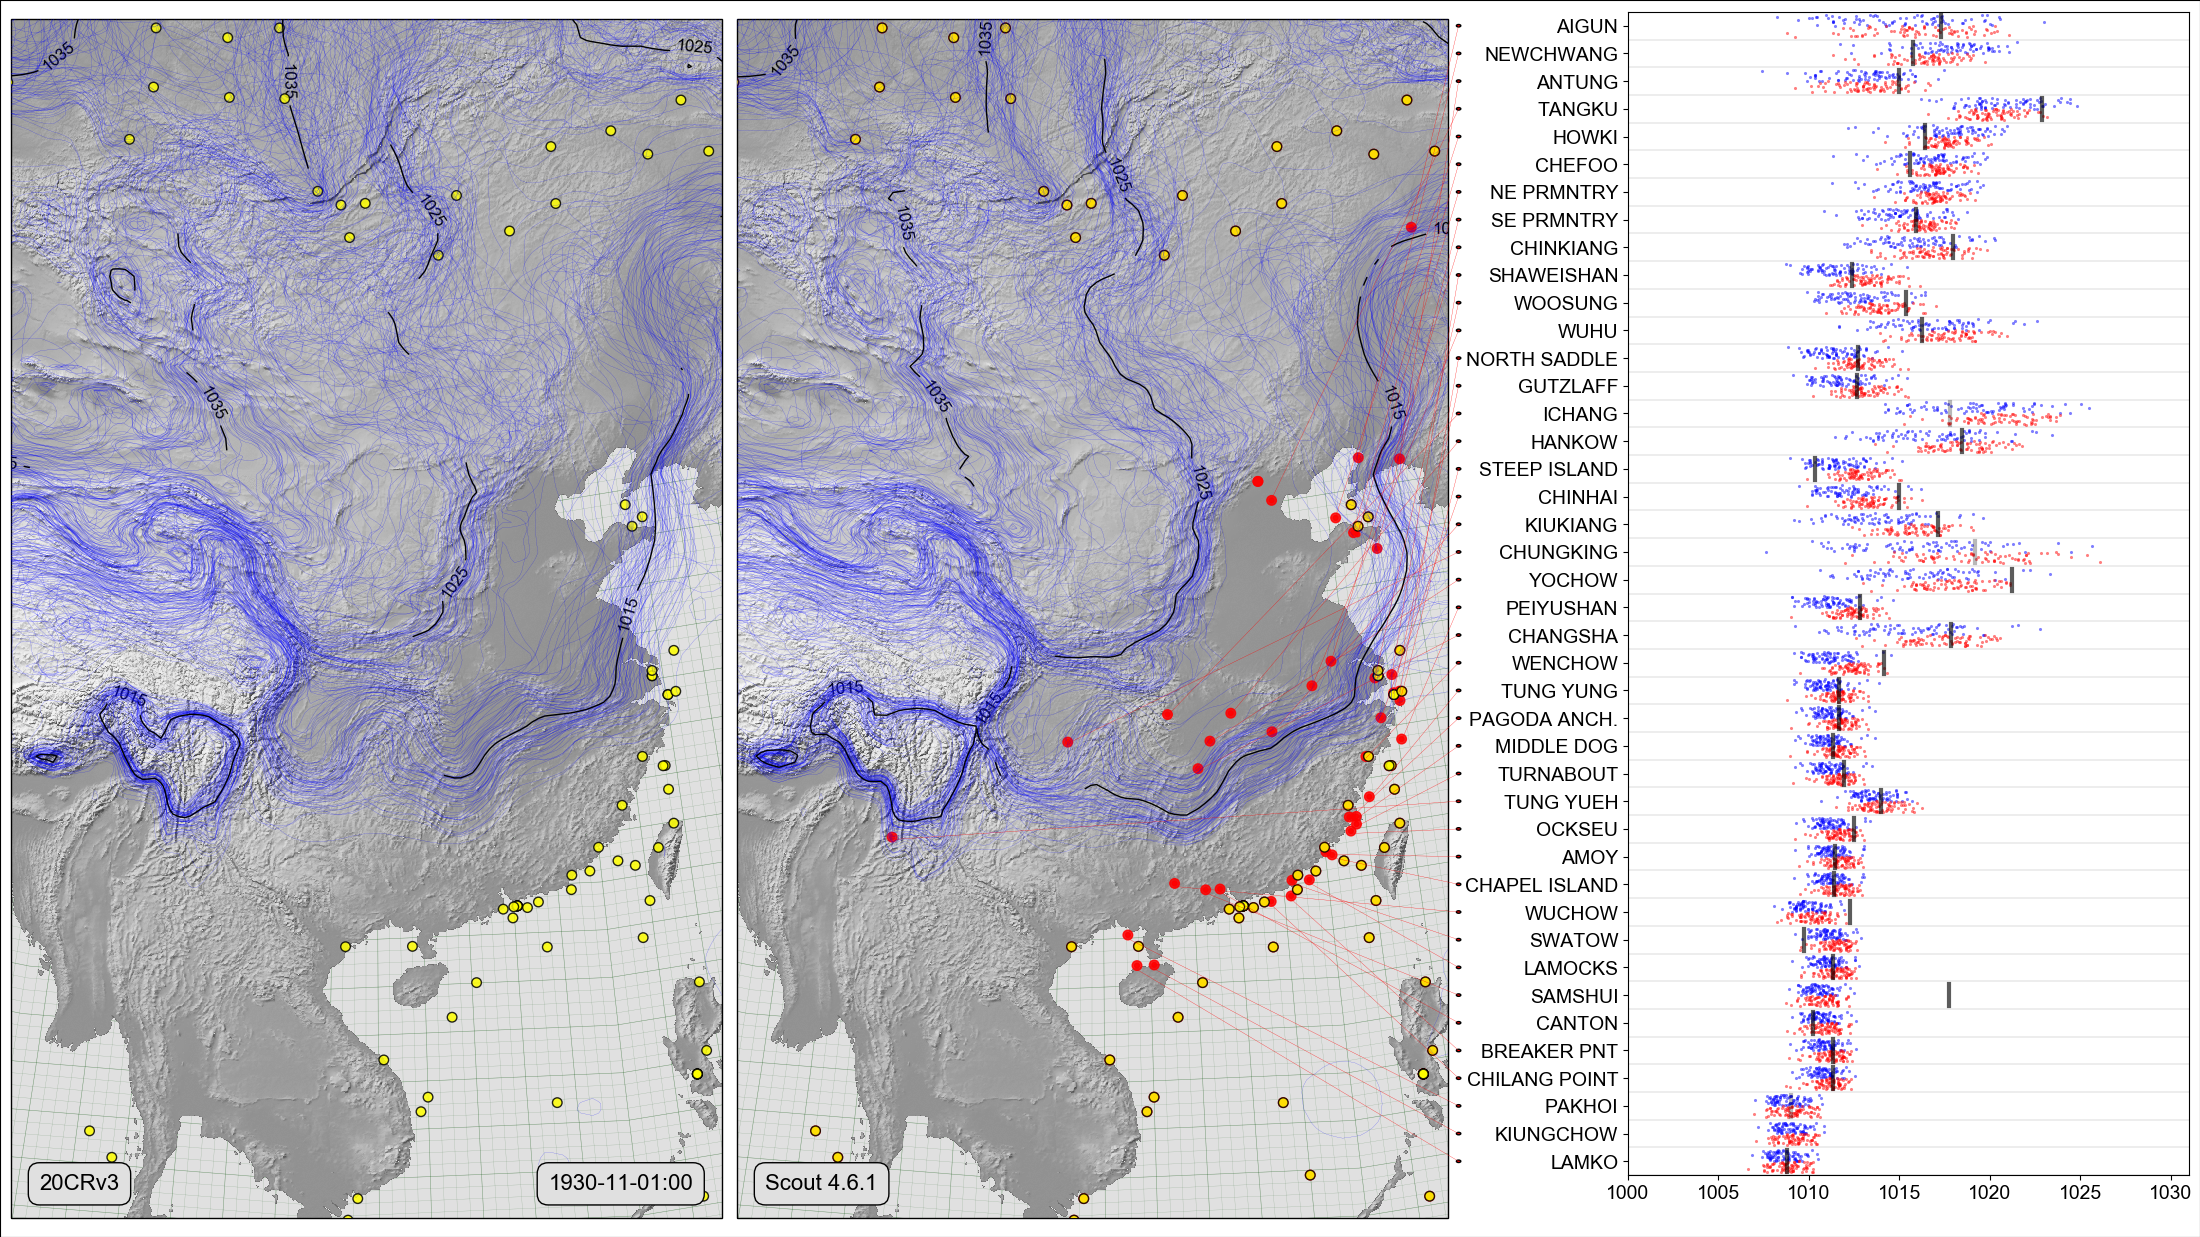 1035
1035
1025
1025
1035
5
1025
1015
1015
20CRv3
1930-11-01:00
1035
1035
1025
1035
10
1035
1015
1025
1015
1015
Scout 4.6.1
AIGUN
NEWCHWANG
ANTUNG
TANGKU
HOWKI
CHEFOO
NE PRMNTRY
SE PRMNTRY
CHINKIANG
SHAWEISHAN
WOOSUNG
WUHU
NORTH SADDLE
GUTZLAFF
ICHANG
HANKOW
STEEP ISLAND
CHINHAI
KIUKIANG
CHUNGKING
YOCHOW
PEIYUSHAN
CHANGSHA
WENCHOW
TUNG YUNG
PAGODA ANCH.
MIDDLE DOG
TURNABOUT
TUNG YUEH
OCKSEU
AMOY
CHAPEL ISLAND
WUCHOW
SWATOW
LAMOCKS
SAMSHUI
CANTON
BREAKER PNT
CHILANG POINT
PAKHOI
KIUNGCHOW
LAMKO
1000 1005 1010 1015 1020 1025 1030